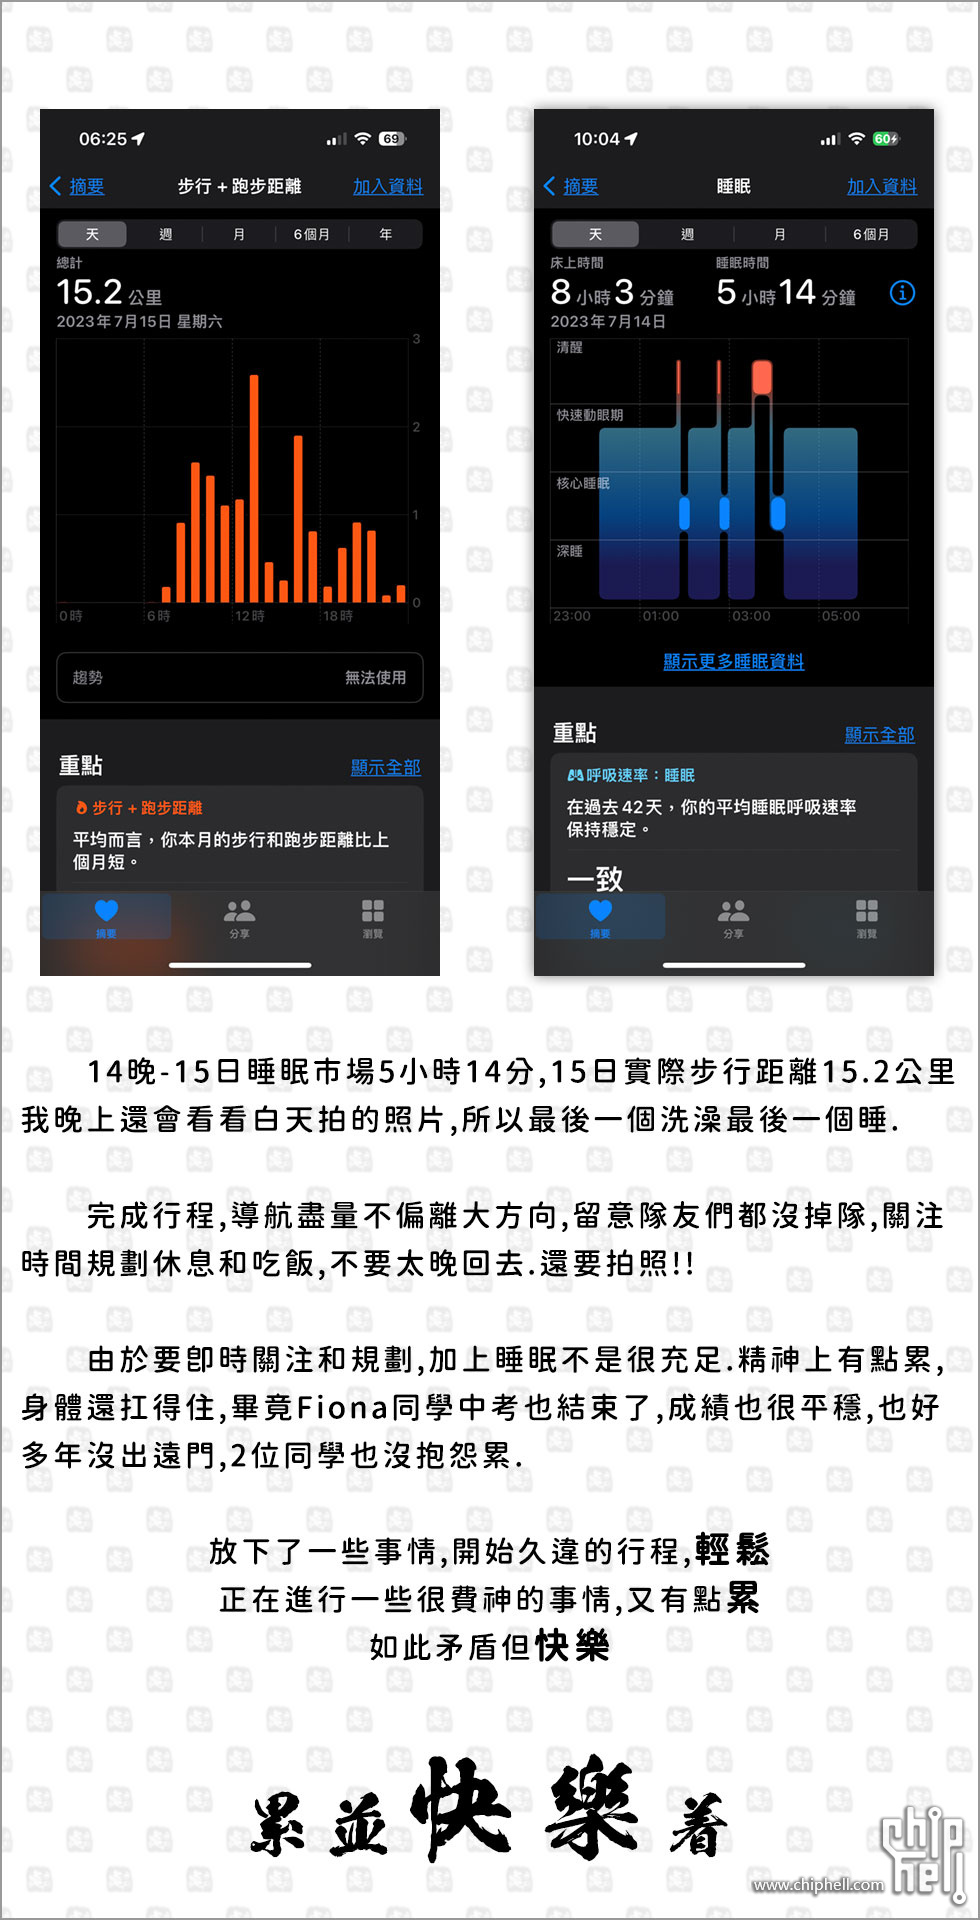 06:25
69
摘要
步行 + 跑步距離
加入資料
天
週
月
6個月
年
總計
15.2 公里
2023年7月15日 星期六
3
2
1
0
0時
6時
12時
18時
趨勢
無法使用
重點
顯示全部
步行 + 跑步距離
平均而言，你本月的步行和跑步距離比上
個月短。
摘要
分享
瀏覽
10:04
60
摘要
睡眠
加入資料
天
週
月
6個月
床上時間
睡眠時間
8 小時 3 分鐘
5 小時 14 分鐘
2023年7月14日
清醒
快速動眼期
核心睡眠
深睡
23:00
01:00
03:00
05:00
顯示更多睡眠資料
重點
顯示全部
呼吸速率：睡眠
在過去42天，你的平均睡眠呼吸速率
保持穩定。
一致
摘要
分享
瀏覽
14晚-15日睡眠市場5小時14分,15日實際步行距離15.2公里
我晚上還會看看白天拍的照片,所以最後一個洗澡最後一個睡.
完成行程,導航盡量不偏離大方向,留意隊友們都沒掉隊,關注
時間規劃休息和吃飯,不要太晚回去.還要拍照!!
由於要即時關注和規劃,加上睡眠不是很充足.精神上有點累,
身體還扛得住,畢竟Fiona同學中考也結束了,成績也很平穩,也好
多年沒出遠門,2位同學也沒抱怨累.
放下了一些事情,開始久違的行程,輕鬆
正在進行一些很費神的事情,又有點累
如此矛盾但快樂
累並快樂着
chip
hell
www.chiphell.com